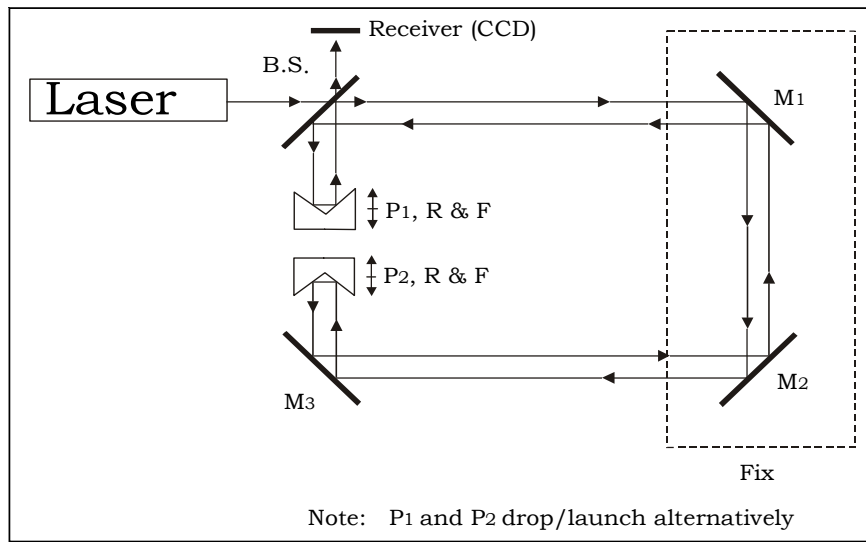 Receiver (CCD)
B.S.
Laser
M1
P1, R & F
P2, R & F
M3
M2
Fix
Note: P1 and P2 drop/launch alternatively